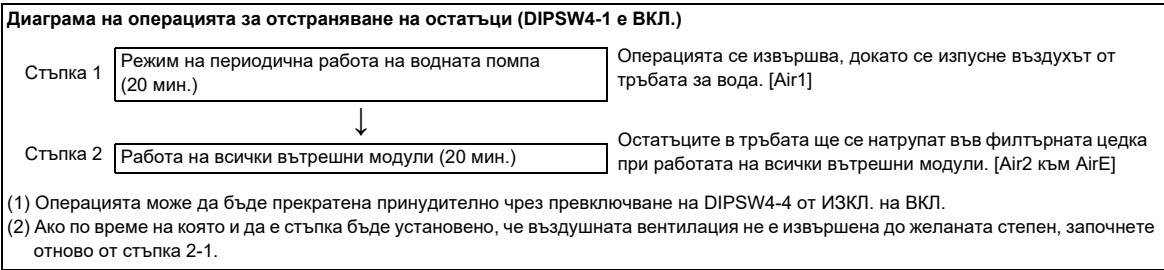 Диаграма на операцията за отстраняване на остатъци (DIPSW4-1 е ВКЛ.)
Стъпка 1
Режим на периодична работа на водната помпа
(20 мин.)
Операцията се извършва, докато се изпусне въздухът от
тръбата за вода. [Air1]
↓
Стъпка 2
Работа на всички вътрешни модули (20 мин.)
Остатъците в тръбата ще се натрупат във филтърната цедка
при работата на всички вътрешни модули. [Air2 към AirE]
(1) Операцията може да бъде прекратена принудително чрез превключване на DIPSW4-4 от ИЗКЛ. на ВКЛ.
(2) Ако по време на която и да е стъпка бъде установено, че въздушната вентилация не е извършена до желаната степен, започнете
отново от стъпка 2-1.